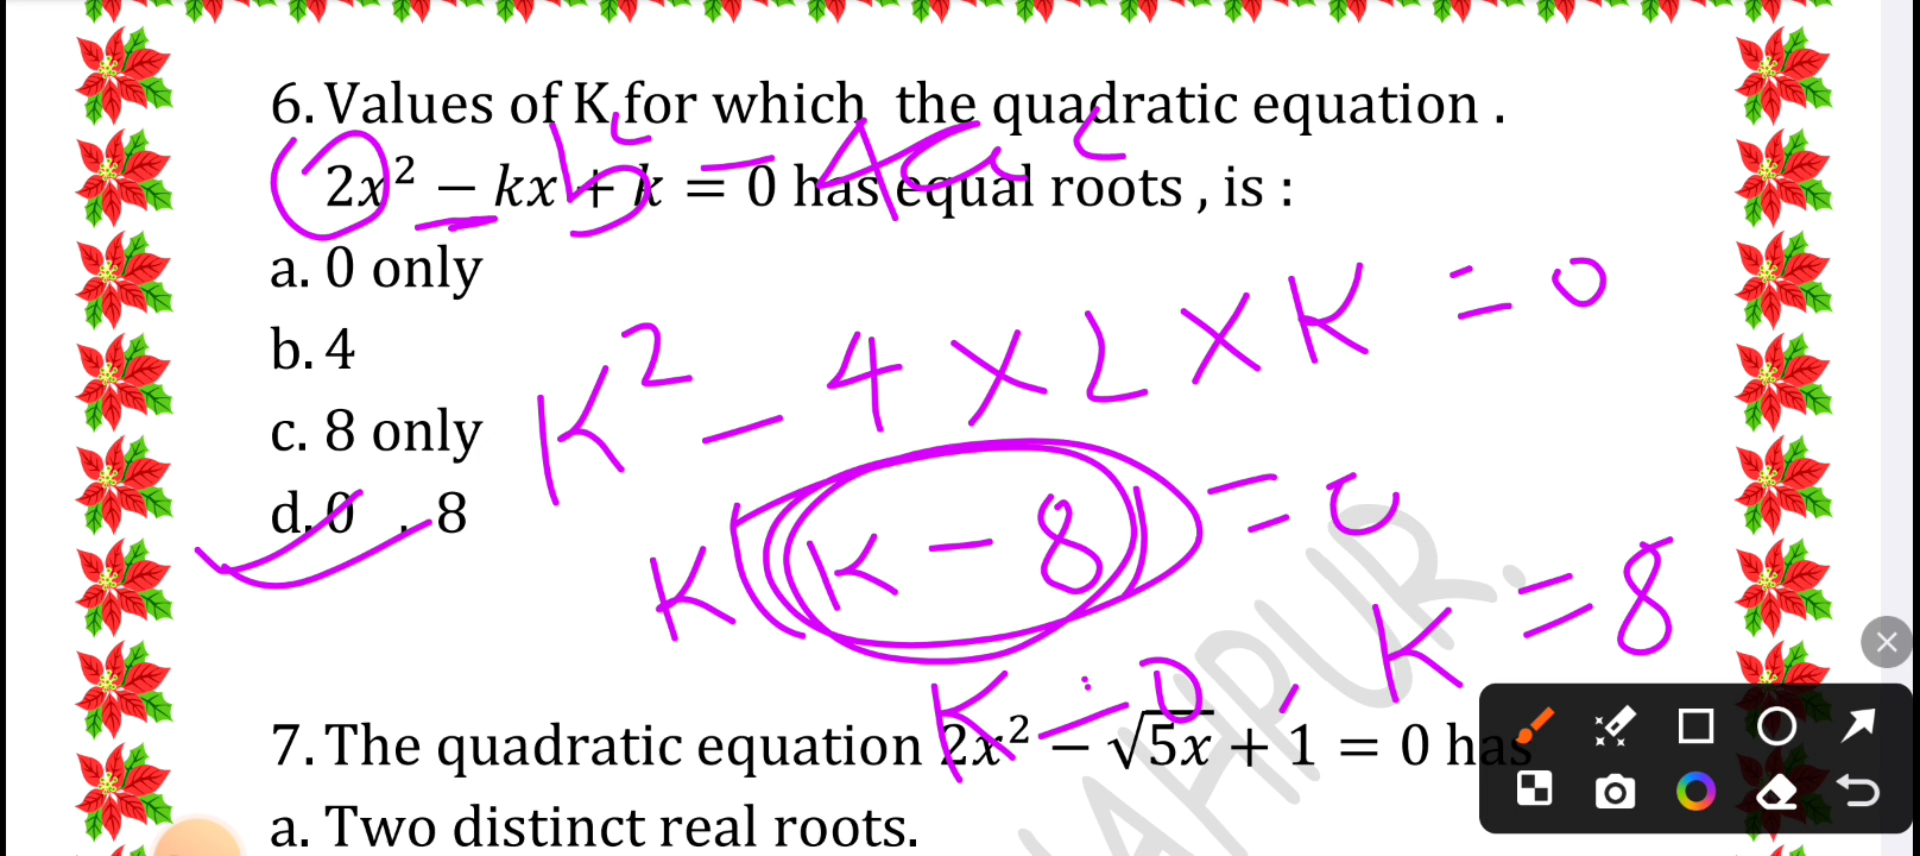 6. Values of K for which the quadratic equation .
2x² − kx + k = 0 has equal roots , is :
b² − 4ac
a. 0 only
b. 4
c. 8 only
d. 0 , 8
K² − 4 × 2 × K = 0
K(K − 8) = 0
K = 0 , K = 8
7. The quadratic equation 2x² − √5x + 1 = 0 has
a. Two distinct real roots.